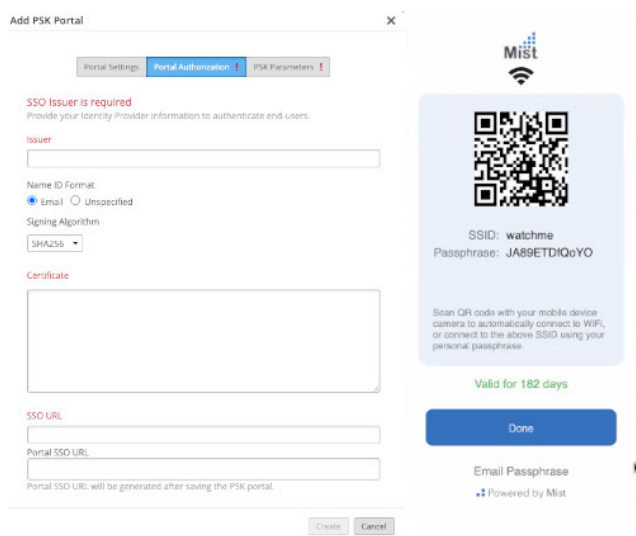 Add PSK Portal
Portal Settings
Portal Authorization !
PSK Parameters !
SSO Issuer is required
Provide your Identity Provider information to authenticate end-users.
Issuer
Name ID Format
Email
Unspecified
Signing Algorithm
SHA256
Certificate
SSO URL
Portal SSO URL
Portal SSO URL will be generated after saving the PSK portal.
Create
Cancel
Mist
SSID: watchme
Passphrase: JA89ETDfQoYO
Scan QR code with your mobile device
camera to automatically connect to WiFi,
or connect to the above SSID using your
personal passphrase.
Valid for 182 days
Done
Email Passphrase
Powered by Mist